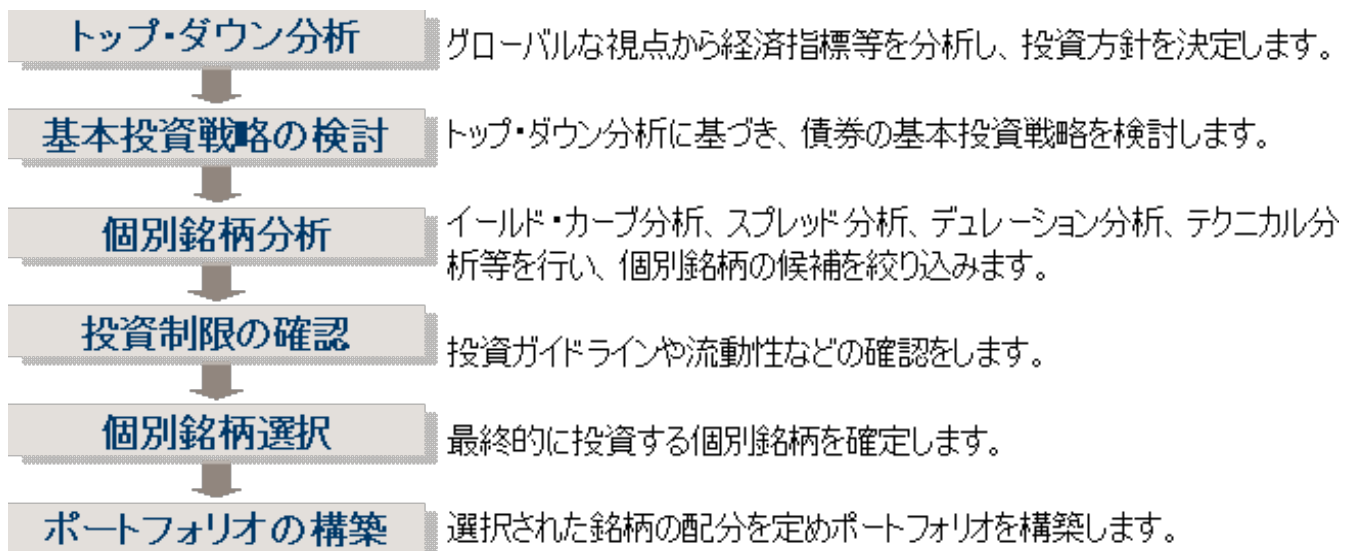 トップ・ダウン分析
グローバルな視点から経済指標等を分析し、投資方針を決定します。
基本投資戦略の検討
トップ・ダウン分析に基づき、債券の基本投資戦略を検討します。
個別銘柄分析
イールド・カーブ分析、スプレッド分析、デュレーション分析、テクニカル分
析等を行い、個別銘柄の候補を絞り込みます。
投資制限の確認
投資ガイドラインや流動性などの確認をします。
個別銘柄選択
最終的に投資する個別銘柄を確定します。
ポートフォリオの構築
選択された銘柄の配分を定めポートフォリオを構築します。